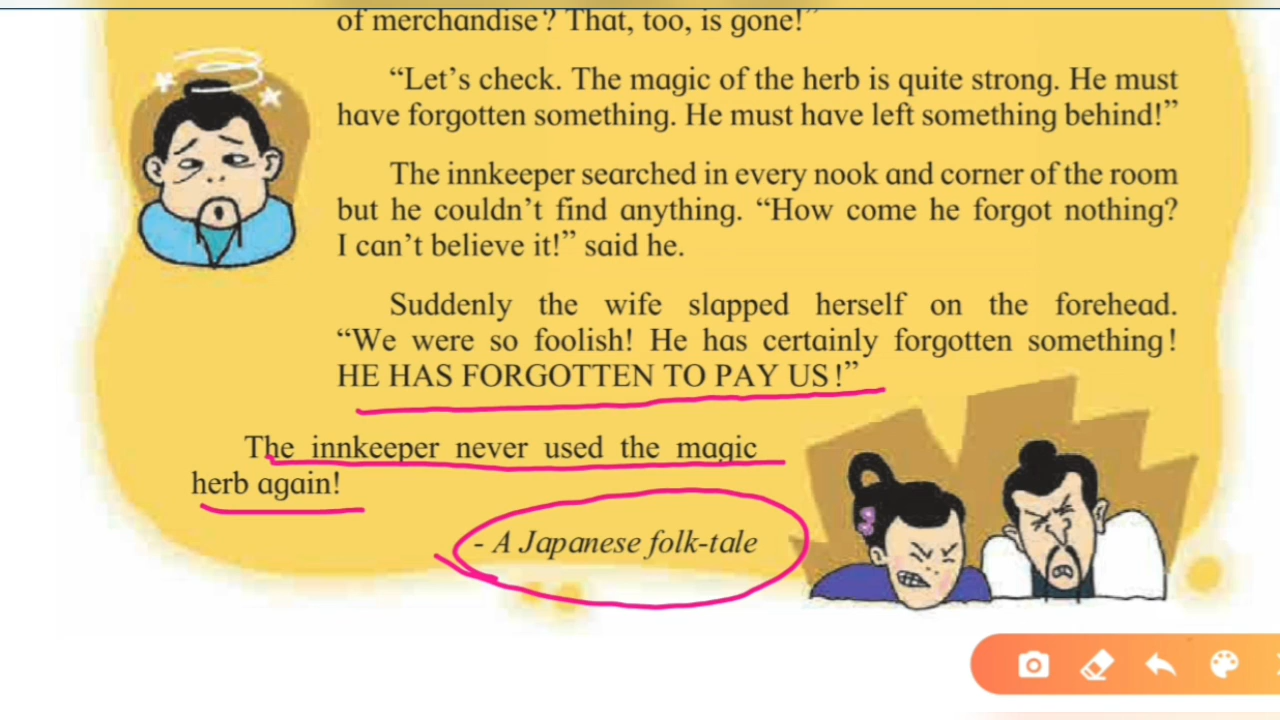 of merchandise? That, too, is gone!”
“Let’s check. The magic of the herb is quite strong. He must
have forgotten something. He must have left something behind!”
The innkeeper searched in every nook and corner of the room
but he couldn’t find anything. “How come he forgot nothing?
I can’t believe it!” said he.
Suddenly the wife slapped herself on the forehead.
“We were so foolish! He has certainly forgotten something!
HE HAS FORGOTTEN TO PAY US!”
The innkeeper never used the magic
herb again!
- A Japanese folk-tale